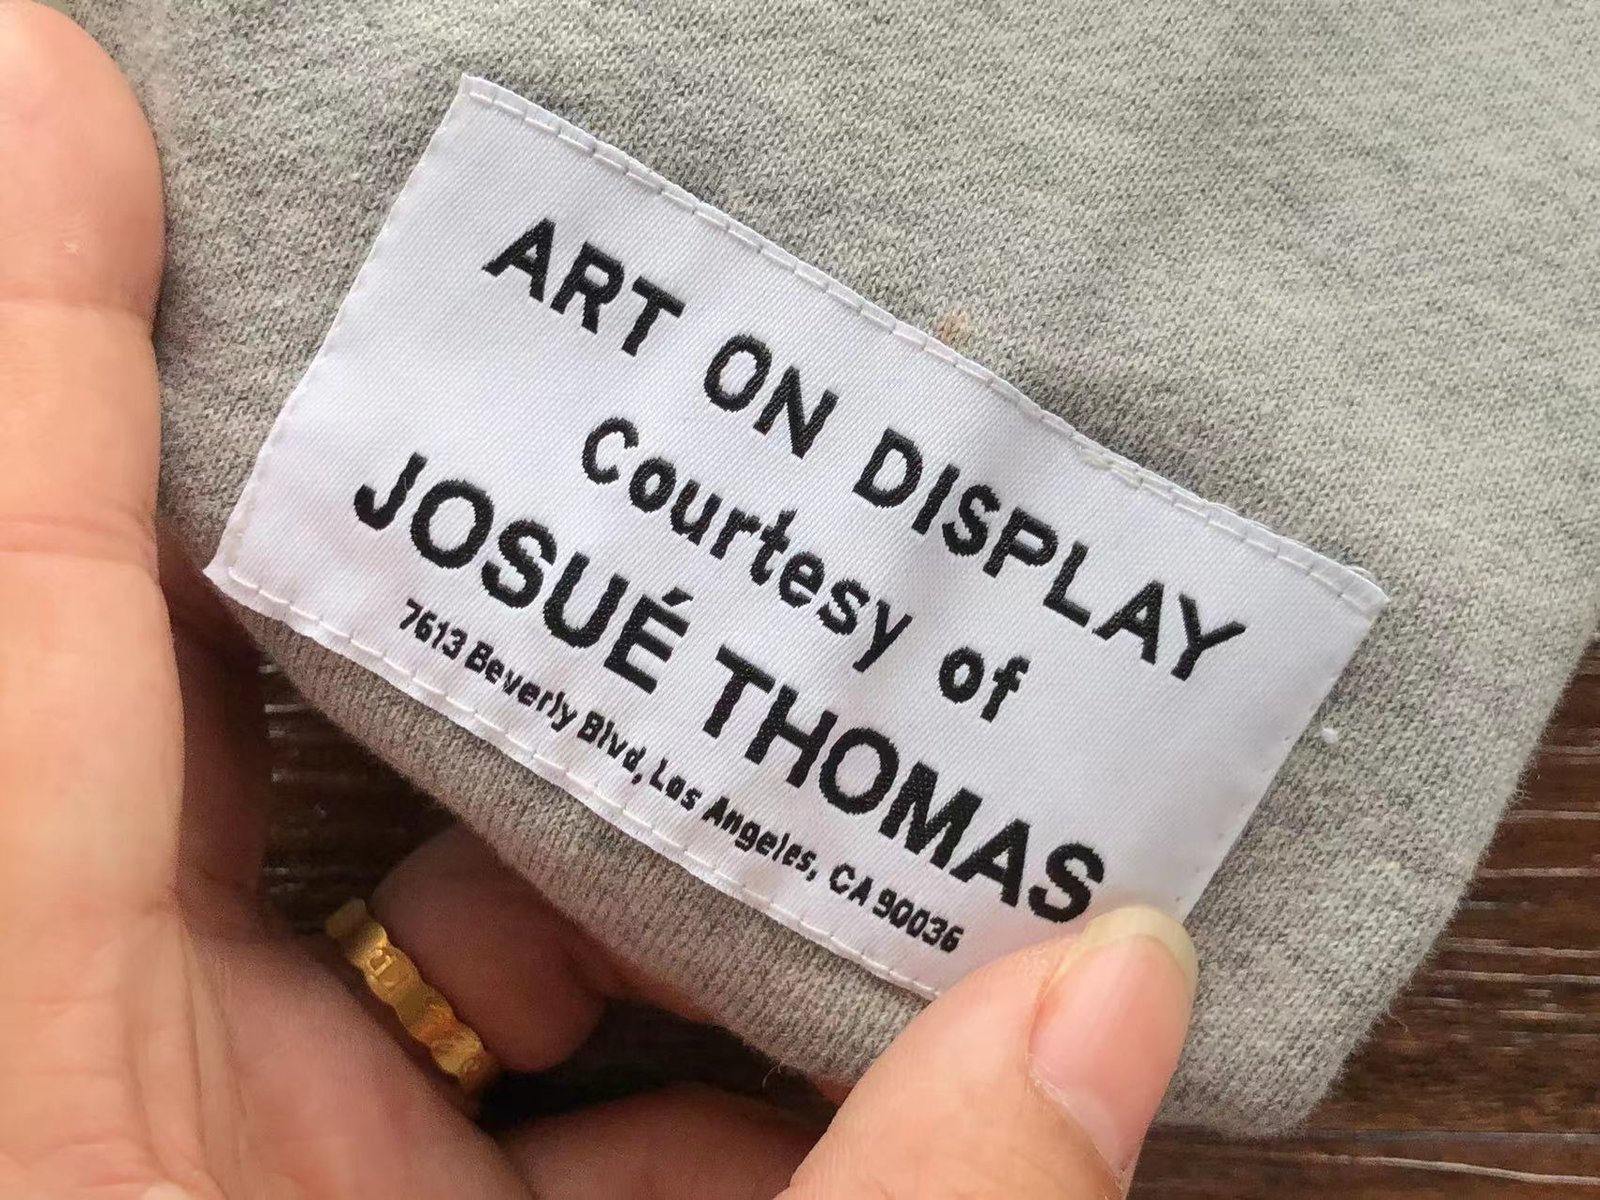 ART ON DISPLAY
Courtesy of
JOSUÉ THOMAS
7613 Beverly Blvd, Los Angeles, CA 90036